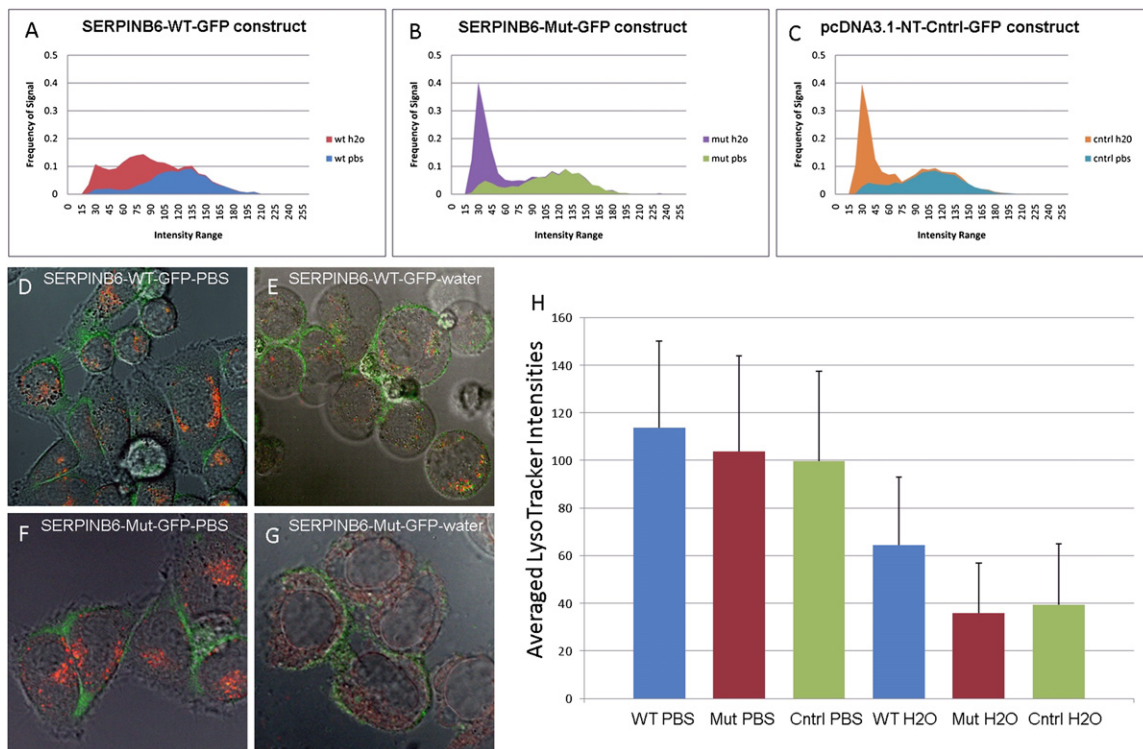 A SERPINB6-WT-GFP construct
0.5
0.4
0.3
0.2
0.1
0
Frequency of Signal
0 15 30 45 60 75 90 105 120 135 150 165 180 195 210 225 240 255
Intensity Range
wt h2o
wt pbs
B SERPINB6-Mut-GFP construct
0.5
0.4
0.3
0.2
0.1
0
Frequency of Signal
0 15 30 45 60 75 90 105 120 135 150 165 180 195 210 225 240 255
Intensity Range
mut h2o
mut pbs
C pcDNA3.1-NT-Cntrl-GFP construct
0.5
0.4
0.3
0.2
0.1
0
Frequency of Signal
0 15 30 45 60 75 90 105 120 135 150 165 180 195 210 225 240 255
Intensity Range
cntrl h20
cntrl pbs
D SERPINB6-WT-GFP-PBS
E SERPINB6-WT-GFP-water
F SERPINB6-Mut-GFP-PBS
G SERPINB6-Mut-GFP-water
H
160
140
120
100
80
60
40
20
0
Averaged LysoTracker Intensities
WT PBS Mut PBS Cntrl PBS WT H2O Mut H2O Cntrl H2O